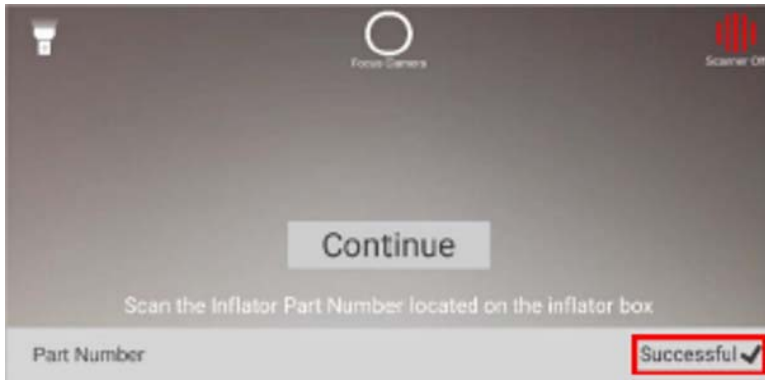 Focus Camera
Scanner Off
Continue
Scan the Inflator Part Number located on the inflator box
Part Number
Successful